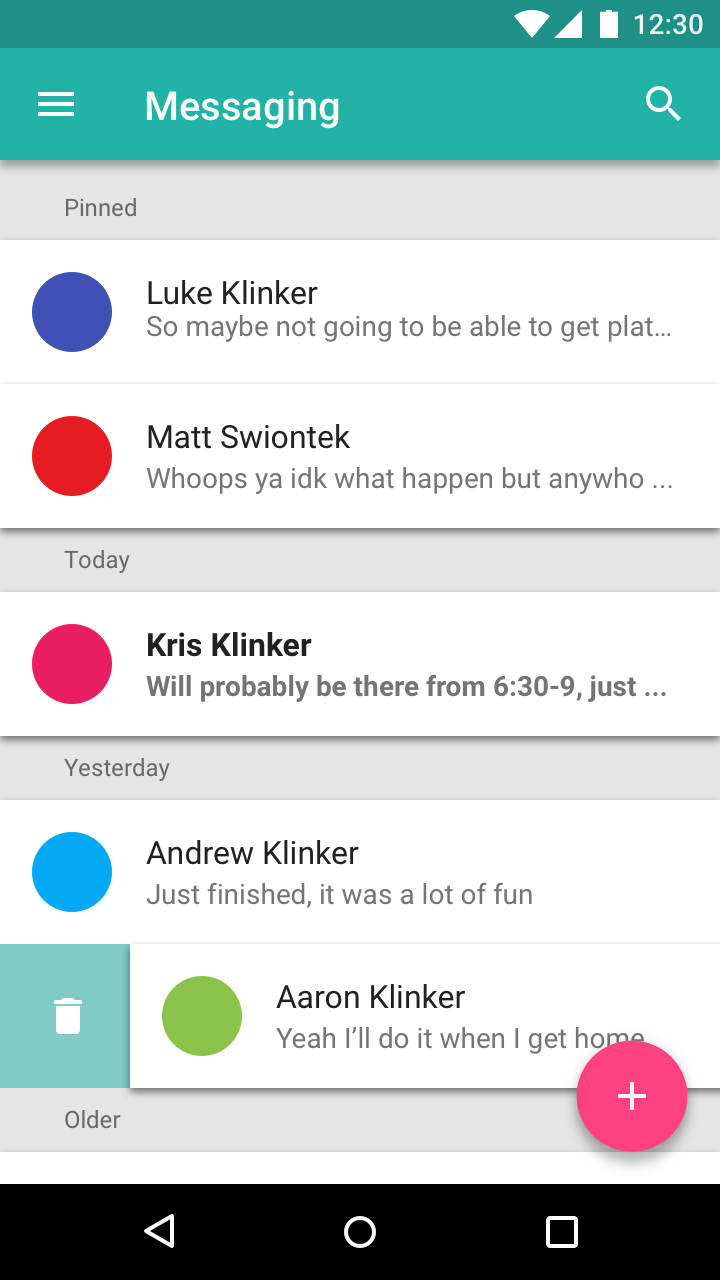 12:30
Messaging
Pinned
Luke Klinker
So maybe not going to be able to get plat...
Matt Swiontek
Whoops ya idk what happen but anywho ...
Today
Kris Klinker
Will probably be there from 6:30-9, just ...
Yesterday
Andrew Klinker
Just finished, it was a lot of fun
Aaron Klinker
Yeah I’ll do it when I get home
Older